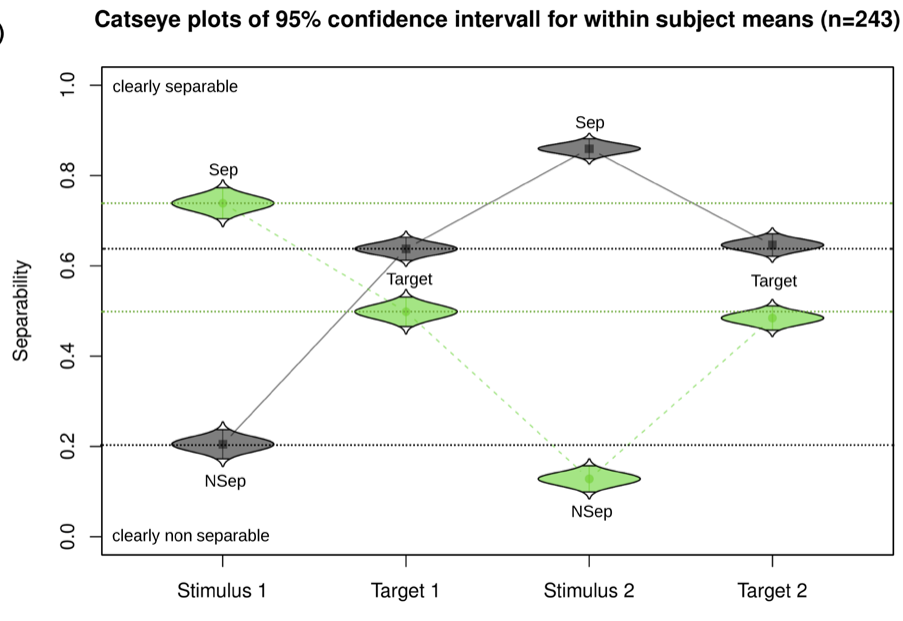 )
Catseye plots of 95% confidence intervall for within subject means (n=243)
clearly separable
Sep
Sep
Target
Target
NSep
NSep
clearly non separable
Separability
1.0
0.8
0.6
0.4
0.2
0.0
Stimulus 1
Target 1
Stimulus 2
Target 2